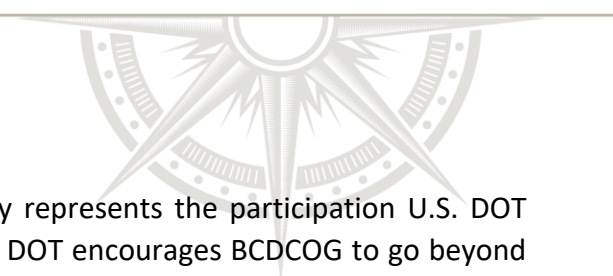 y represents the participation U.S. DOT
DOT encourages BCDCOG to go beyond